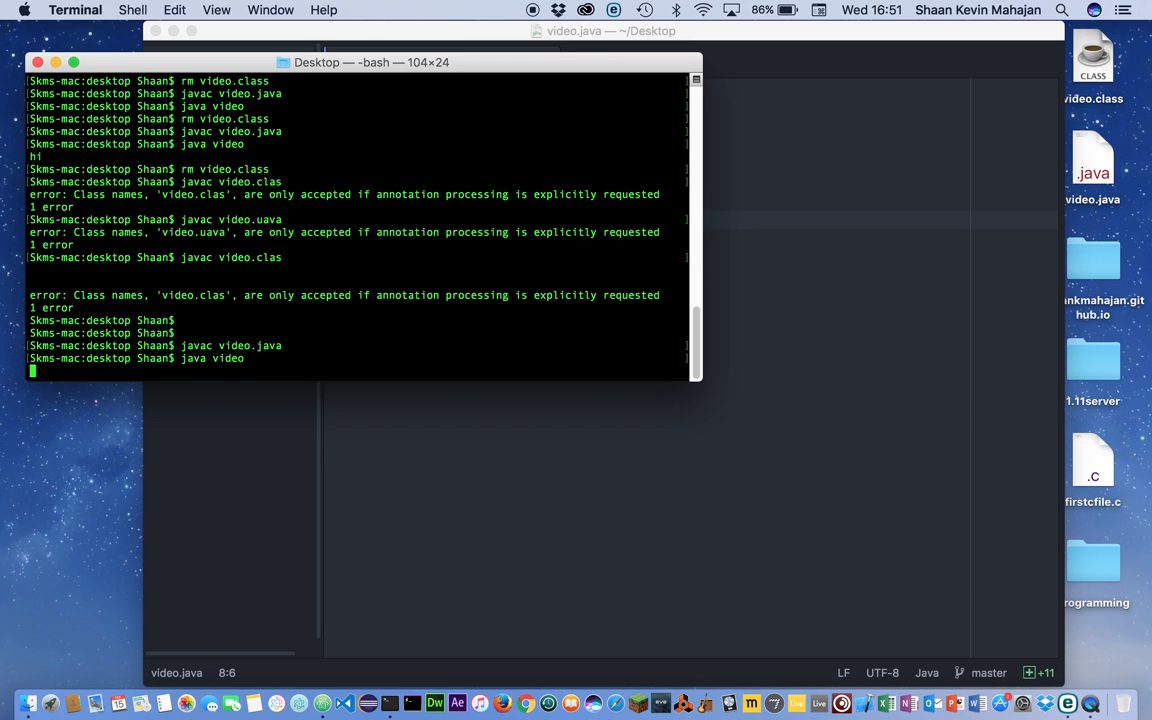 Terminal Shell Edit View Window Help 86% Wed 16:51 Shaan Kevin Mahajan
video.java — ~/Desktop
Desktop — -bash — 104×24
[Skms-mac:desktop Shaan$ rm video.class ]
[Skms-mac:desktop Shaan$ javac video.java ]
[Skms-mac:desktop Shaan$ java video ]
[Skms-mac:desktop Shaan$ rm video.class ]
[Skms-mac:desktop Shaan$ javac video.java ]
[Skms-mac:desktop Shaan$ java video ]
hi
[Skms-mac:desktop Shaan$ rm video.class ]
[Skms-mac:desktop Shaan$ javac video.clas ]
error: Class names, 'video.clas', are only accepted if annotation processing is explicitly requested
1 error
[Skms-mac:desktop Shaan$ javac video.uava ]
error: Class names, 'video.uava', are only accepted if annotation processing is explicitly requested
1 error
[Skms-mac:desktop Shaan$ javac video.clas ]
error: Class names, 'video.clas', are only accepted if annotation processing is explicitly requested
1 error
Skms-mac:desktop Shaan$
Skms-mac:desktop Shaan$
[Skms-mac:desktop Shaan$ javac video.java ]
[Skms-mac:desktop Shaan$ java video ]
CLASS
video.class
.java
video.java
ankmahajan.git
hub.io
1.11server
.c
firstcfile.c
rogramming
video.java 8:6 LF UTF-8 Java master +11